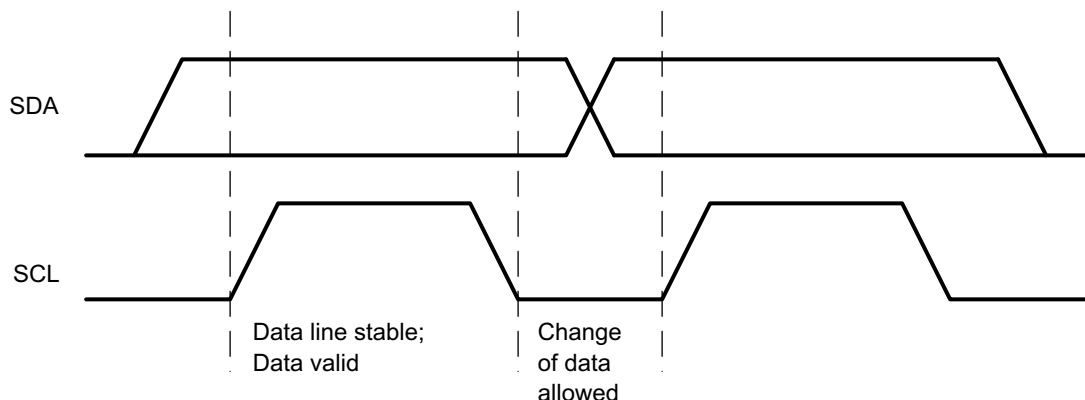 SDA
SCL
Data line stable;
Data valid
Change
of data
allowed